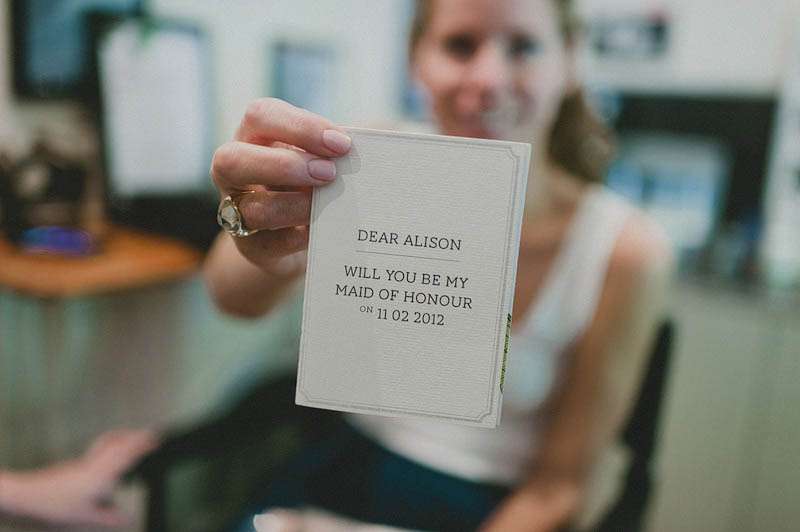 DEAR ALISON
WILL YOU BE MY
MAID OF HONOUR
ON 11 02 2012